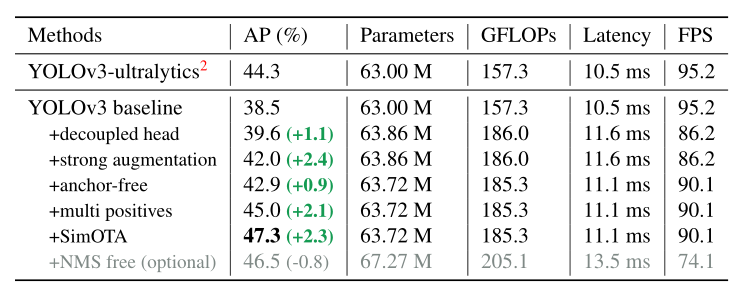 Methods AP (%) Parameters GFLOPs Latency FPS
YOLOv3-ultralytics2 44.3 63.00 M 157.3 10.5 ms 95.2
YOLOv3 baseline 38.5 63.00 M 157.3 10.5 ms 95.2
+decoupled head 39.6 (+1.1) 63.86 M 186.0 11.6 ms 86.2
+strong augmentation 42.0 (+2.4) 63.86 M 186.0 11.6 ms 86.2
+anchor-free 42.9 (+0.9) 63.72 M 185.3 11.1 ms 90.1
+multi positives 45.0 (+2.1) 63.72 M 185.3 11.1 ms 90.1
+SimOTA 47.3 (+2.3) 63.72 M 185.3 11.1 ms 90.1
+NMS free (optional) 46.5 (-0.8) 67.27 M 205.1 13.5 ms 74.1